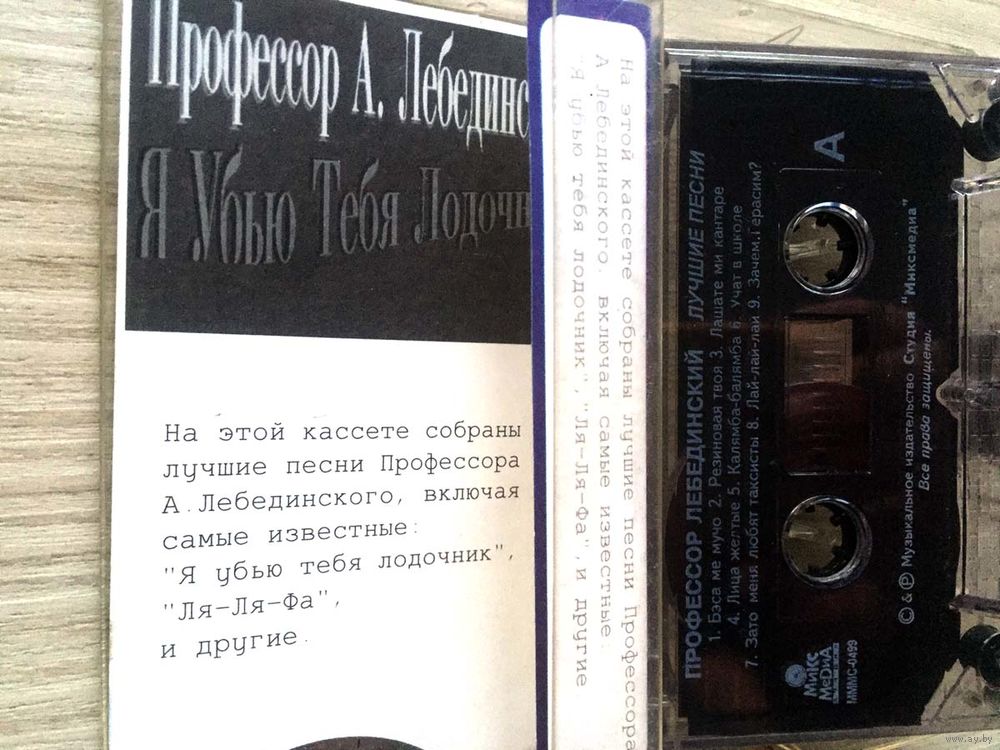 Профессор А. Лебединс
Я Убью Тебя Лодочн
На этой кассете собраны
лучшие песни Профессора
А.Лебединского, включая
самые известные:
"Я убью тебя лодочник",
"Ля-Ля-Фа",
и другие.
На этой кассете собраны лучшие песни Профессора
А Лебединского, включая самые известные:
"Я убью тебя лодочник", "Ля-Ля-Фа", и другие.
A
ПРОФЕССОР ЛЕБЕДИНСКИЙ ЛУЧШИЕ ПЕСНИ
1. Бэса ме мучо 2. Резиновая твоя 3. Лашате ми кантаре
4. Лица желтые 5. Калямба-балямба 6. Учат в школе
7. Зато меня любят таксисты 8. Лай-лай-лай 9. Зачем Герасим?
© & ℗ Музыкальное издательство Студия "Миксмедиа"
Все права защищены.
Микс
МеDиА
MMMC-0499
www.ay.by